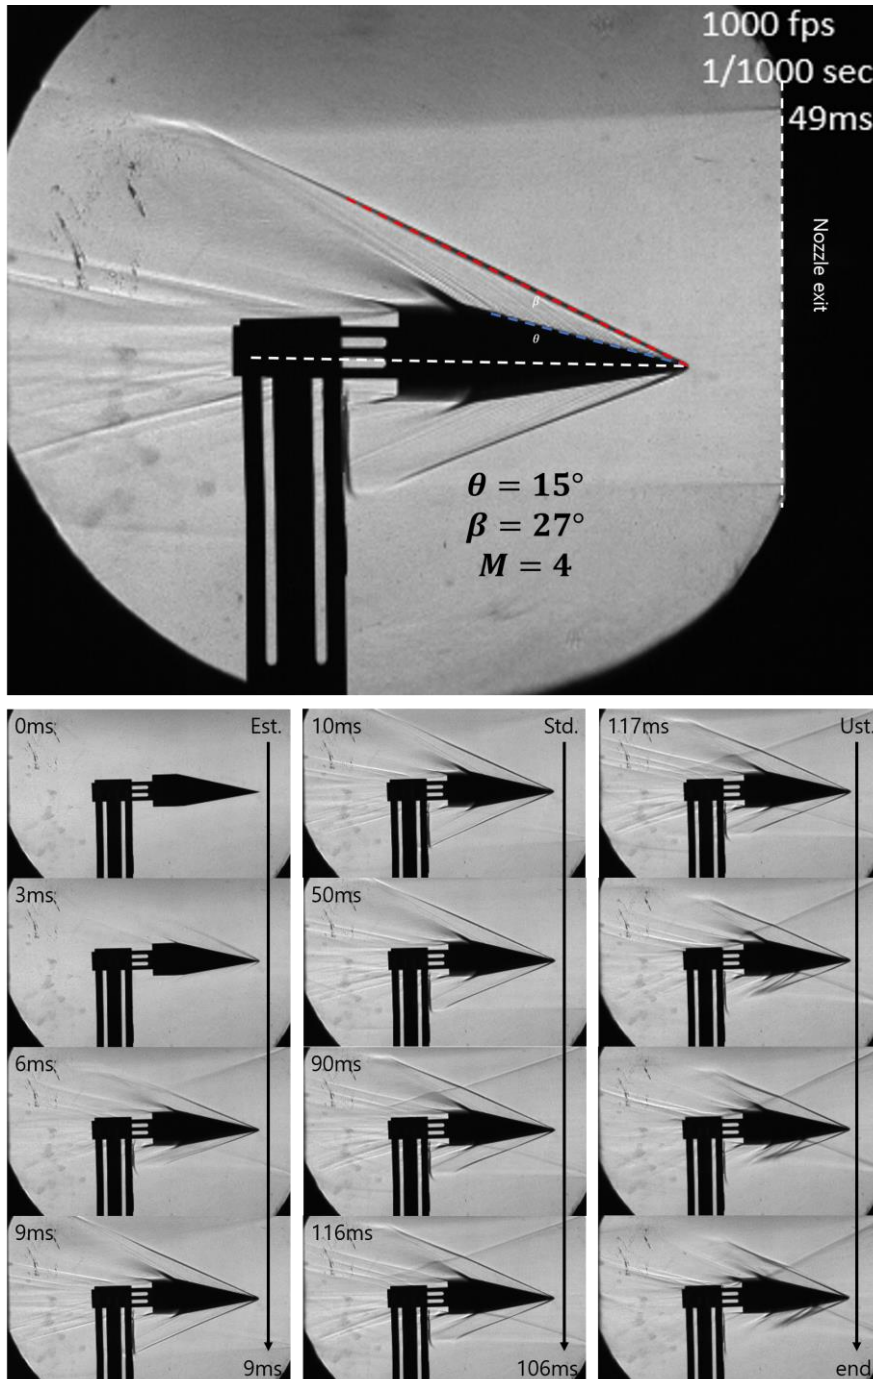 1000 fps
1/1000 sec
49ms
Nozzle exit
β
θ
θ = 15°
β = 27°
M = 4
0ms
Est.
3ms
6ms
9ms
9ms
10ms
Std.
50ms
90ms
116ms
106ms
117ms
Ust.
end